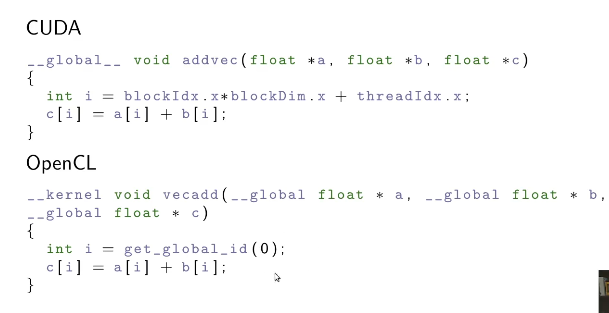 CUDA
__global__ void addvec(float *a, float *b, float *c)
{
int i = blockIdx.x*blockDim.x + threadIdx.x;
c[i] = a[i] + b[i];
}
OpenCL
__kernel void vecadd(__global float * a, __global float * b,
__global float * c)
{
int i = get_global_id(0);
c[i] = a[i] + b[i];
}